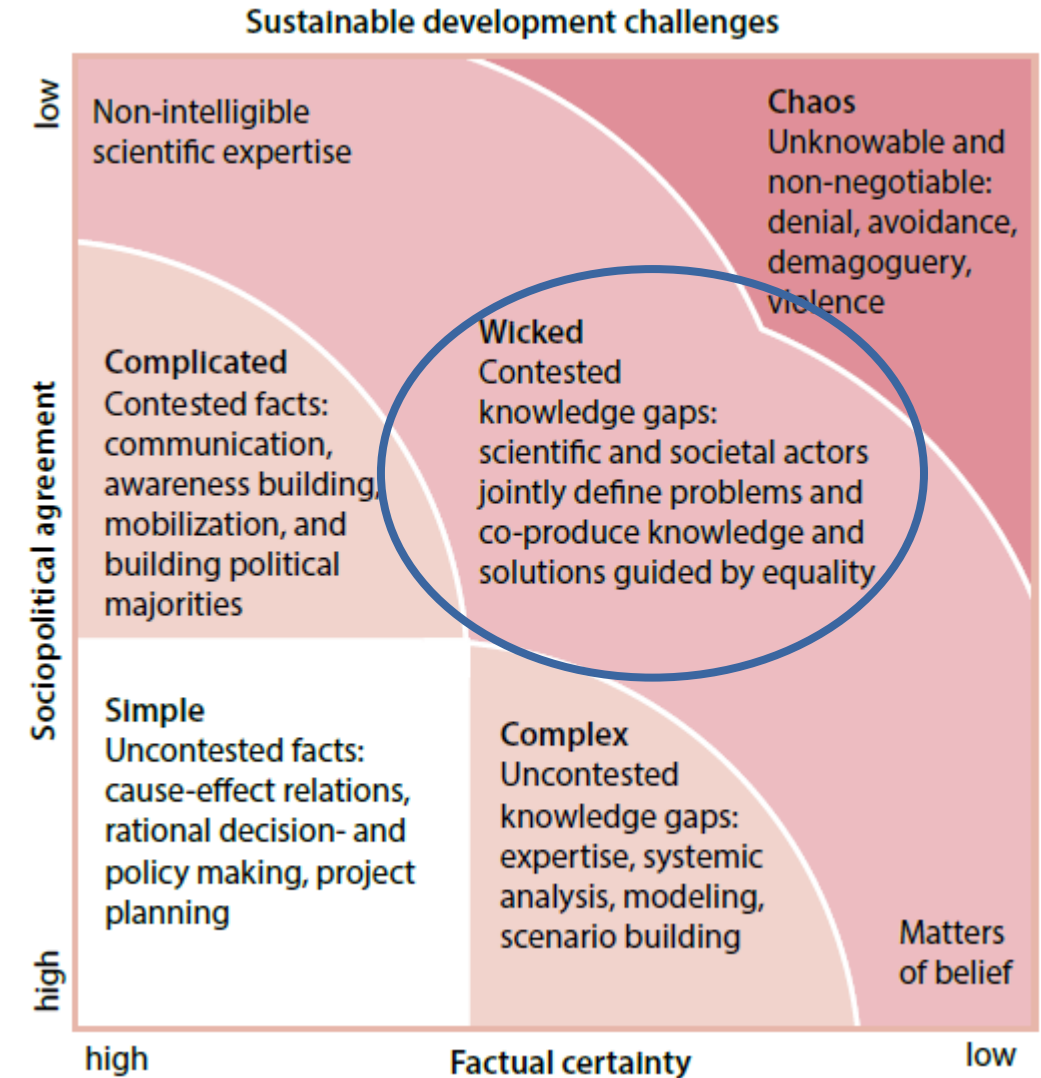 Sustainable development challenges
low
Non-intelligible
scientific expertise
Chaos
Unknowable and
non-negotiable:
denial, avoidance,
demagoguery,
violence
Wicked
Contested
knowledge gaps:
scientific and societal actors
jointly define problems and
co-produce knowledge and
solutions guided by equality
Complicated
Contested facts:
communication,
awareness building,
mobilization, and
building political
majorities
Sociopolitical agreement
Simple
Uncontested facts:
cause-effect relations,
rational decision- and
policy making, project
planning
Complex
Uncontested
knowledge gaps:
expertise, systemic
analysis, modeling,
scenario building
Matters
of belief
high
high
Factual certainty
low